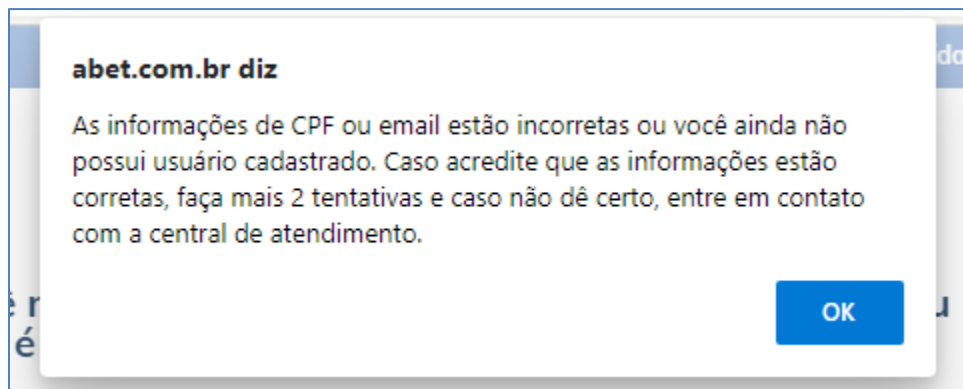 abet.com.br diz
As informações de CPF ou email estão incorretas ou você ainda não
possui usuário cadastrado. Caso acredite que as informações estão
corretas, faça mais 2 tentativas e caso não dê certo, entre em contato
com a central de atendimento.
OK
é